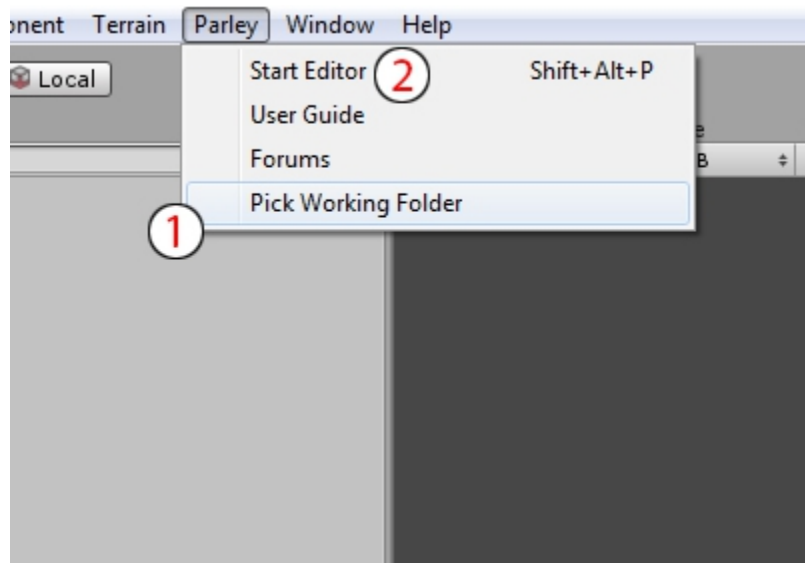 onent Terrain Parley Window Help
Local
Start Editor 2 Shift+Alt+P
User Guide
e
Forums
B
Pick Working Folder
1